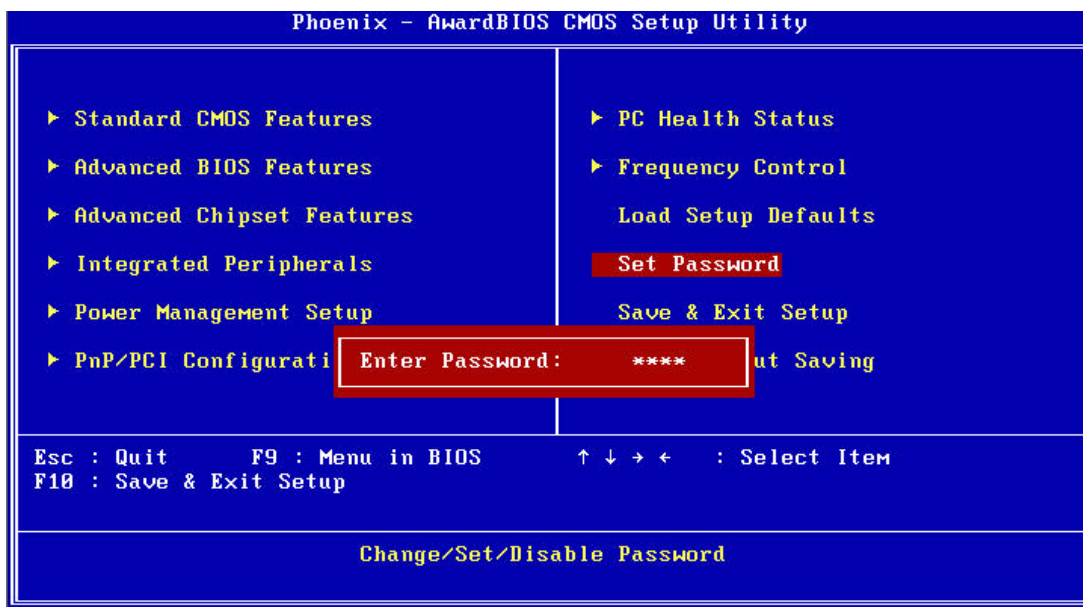 Phoenix - AwardBIOS CMOS Setup Utility
▶ Standard CMOS Features
▶ Advanced BIOS Features
▶ Advanced Chipset Features
▶ Integrated Peripherals
▶ Power Management Setup
▶ PnP/PCI Configurati
▶ PC Health Status
▶ Frequency Control
Load Setup Defaults
Set Password
Save & Exit Setup
ut Saving
Enter Password: ****
Esc : Quit F9 : Menu in BIOS ↑ ↓ → ← : Select Item
F10 : Save & Exit Setup
Change/Set/Disable Password